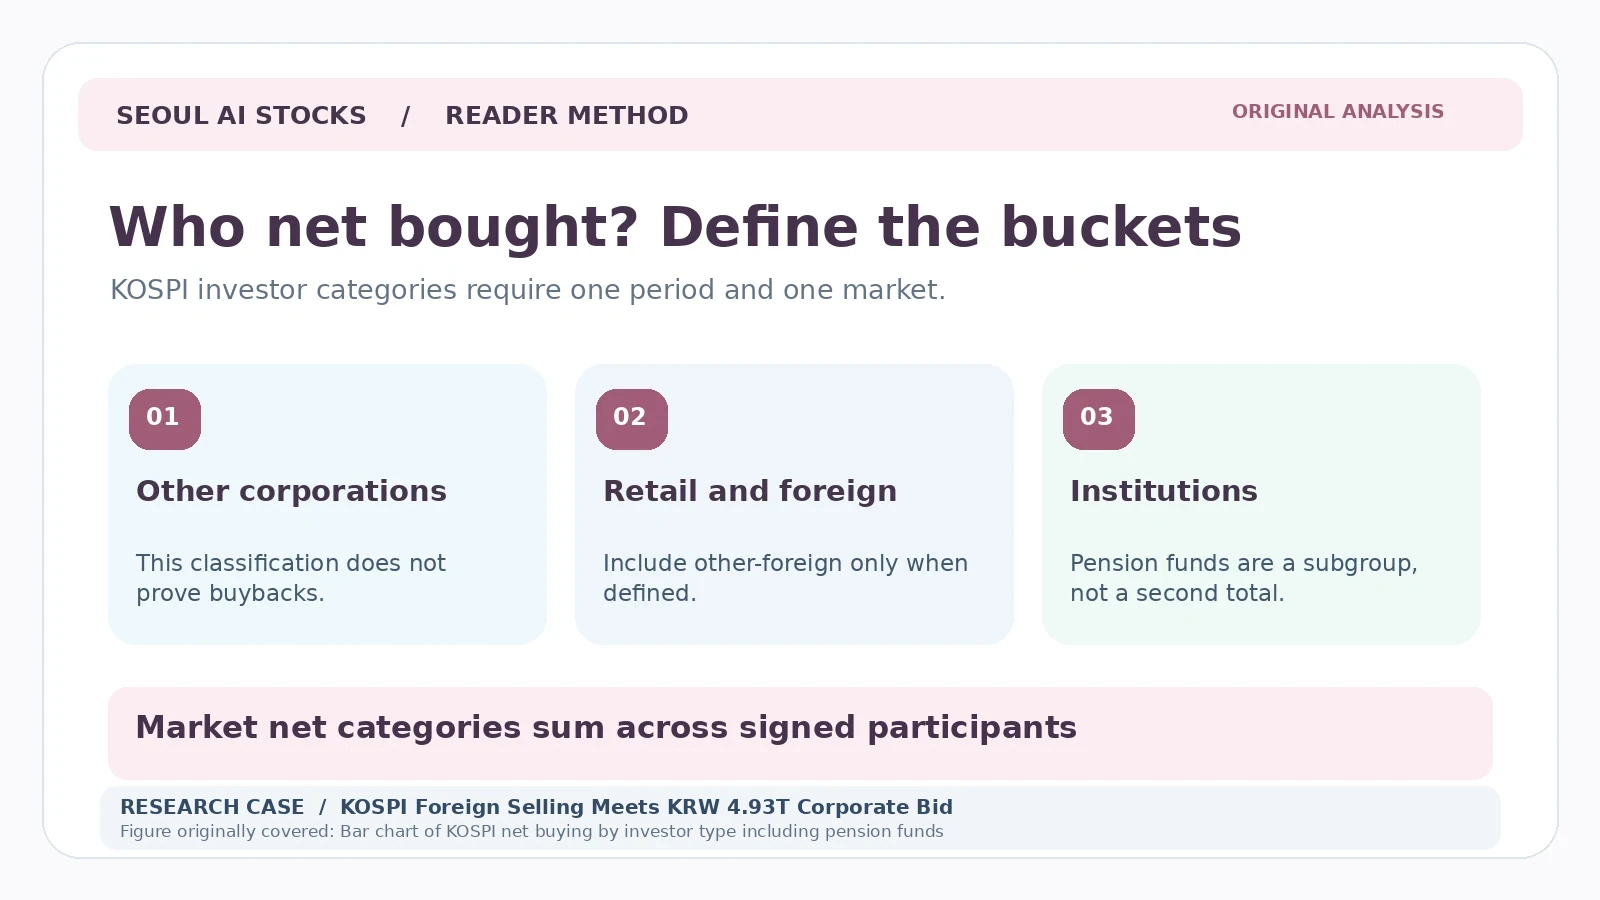 SEOUL AI STOCKS / READER METHOD
ORIGINAL ANALYSIS
Who net bought? Define the buckets
KOSPI investor categories require one period and one market.
01
Other corporations
This classification does not
prove buybacks.
02
Retail and foreign
Include other-foreign only when
defined.
03
Institutions
Pension funds are a subgroup,
not a second total.
Market net categories sum across signed participants
RESEARCH CASE / KOSPI Foreign Selling Meets KRW 4.93T Corporate Bid
Figure originally covered: Bar chart of KOSPI net buying by investor type including pension funds